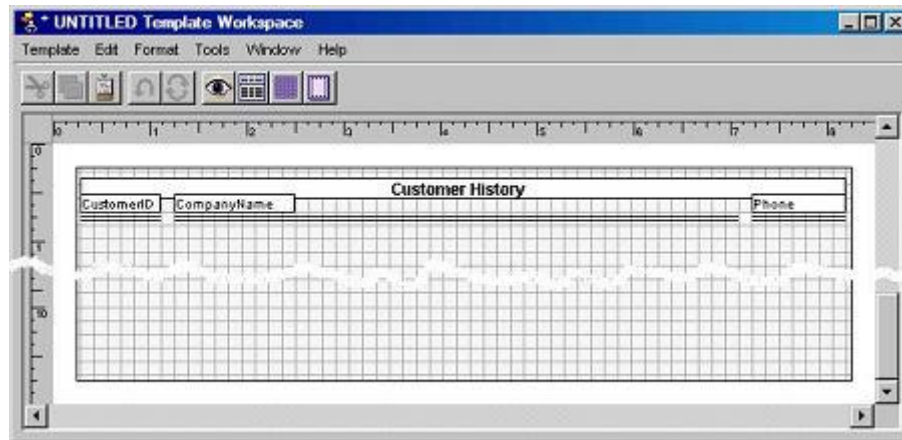 * UNTITLED Template Workspace
Template Edit Format Tools Window Help
0 1 2 3 4 5 6 7 8
0
Customer History
CustomerID CompanyName Phone
1
10